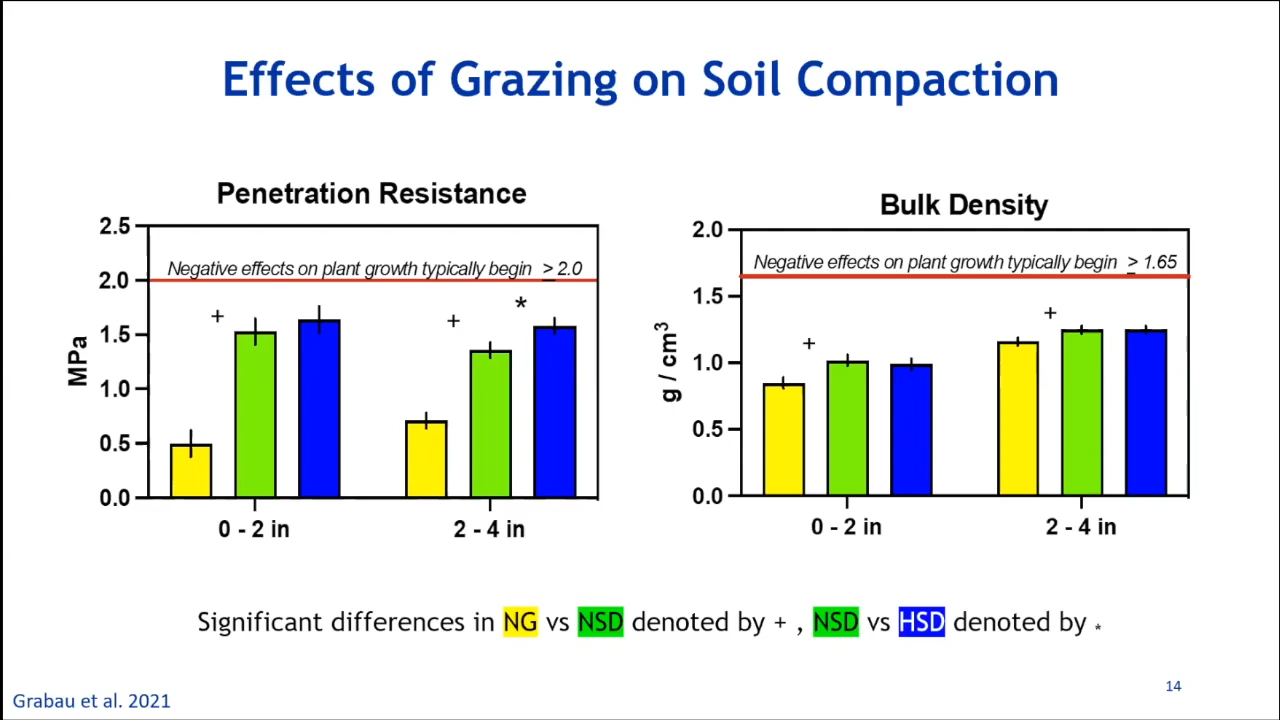 Effects of Grazing on Soil Compaction
Penetration Resistance
2.5
2.0
1.5
1.0
0.5
0.0
MPa
Negative effects on plant growth typically begin ≥ 2.0
+
+
*
0 - 2 in
2 - 4 in
Bulk Density
2.0
1.5
1.0
0.5
0.0
g / cm³
Negative effects on plant growth typically begin ≥ 1.65
+
+
0 - 2 in
2 - 4 in
Significant differences in NG vs NSD denoted by + , NSD vs HSD denoted by *
14
Grabau et al. 2021